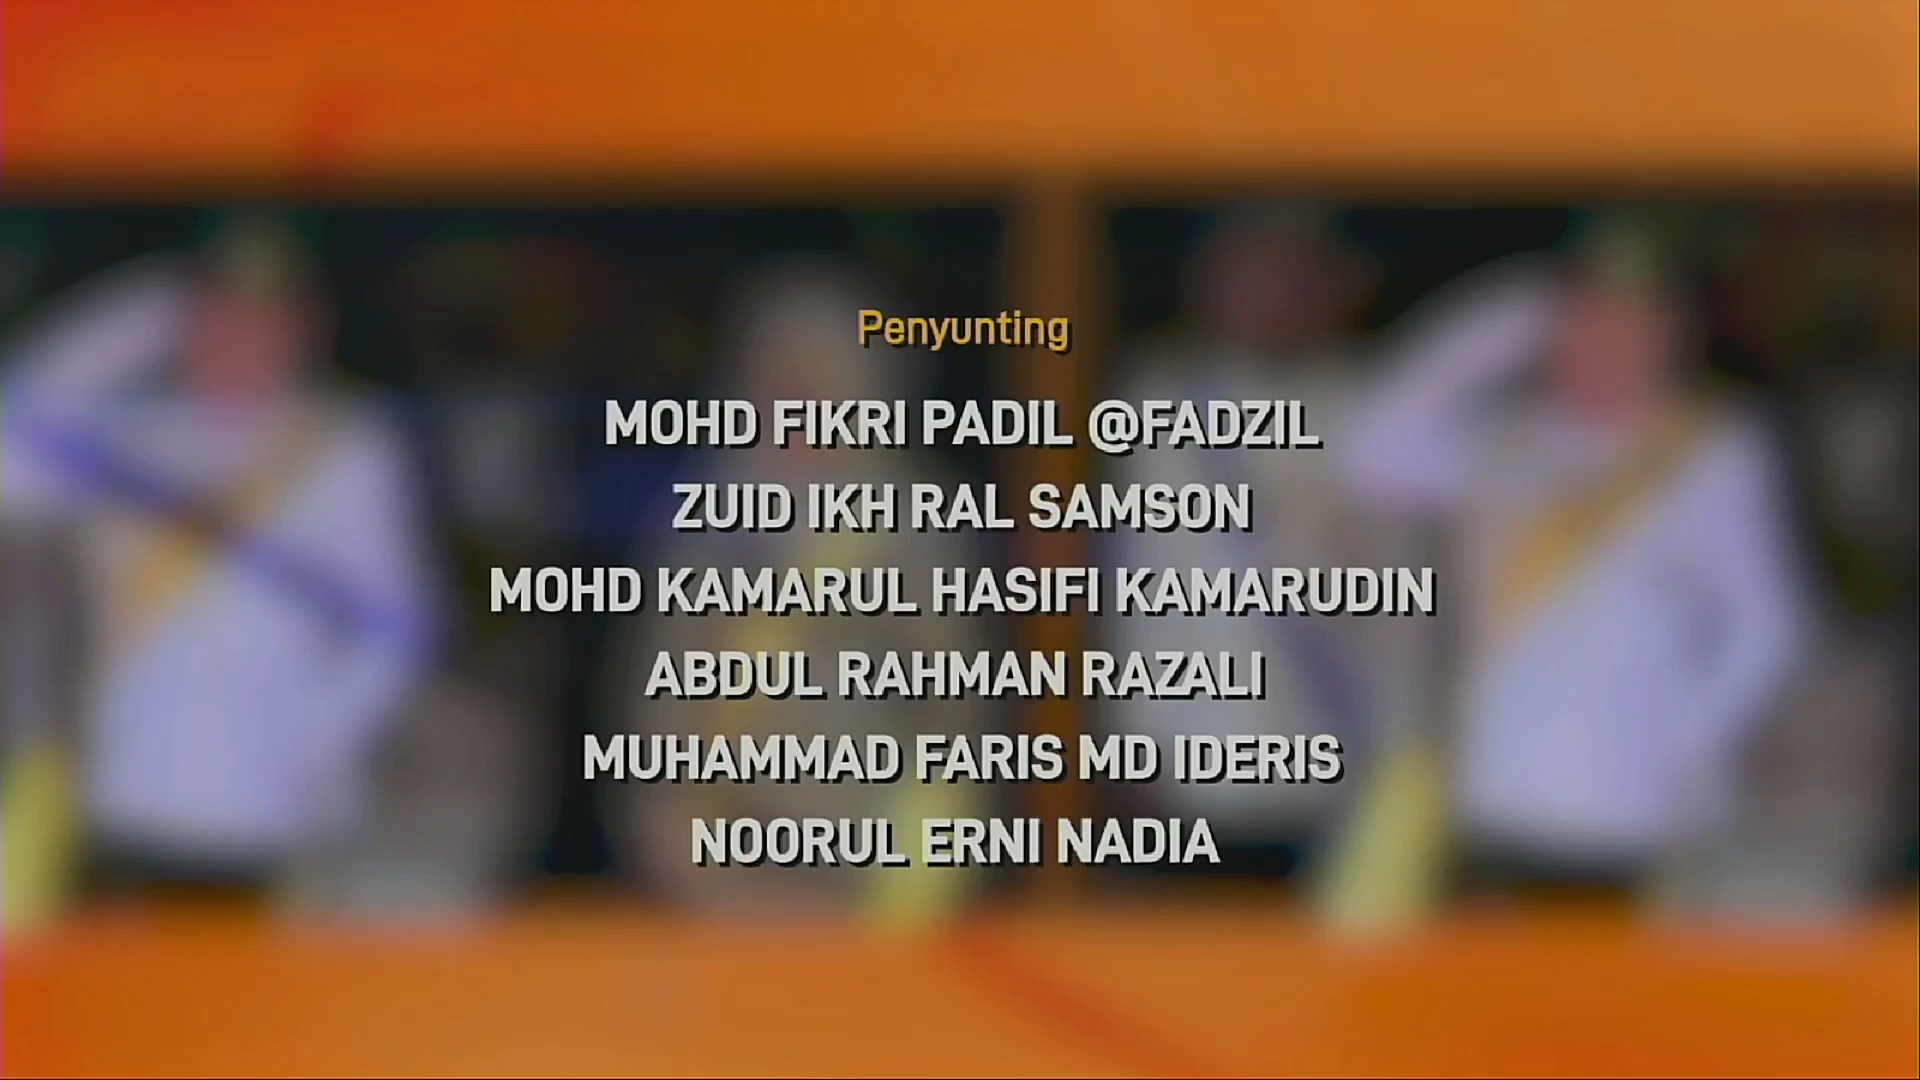 Penyunting
MOHD FIKRI PADIL @FADZIL
ZUID IKH RAL SAMSON
MOHD KAMARUL HASIFI KAMARUDIN
ABDUL RAHMAN RAZALI
MUHAMMAD FARIS MD IDERIS
NOORUL ERNI NADIA